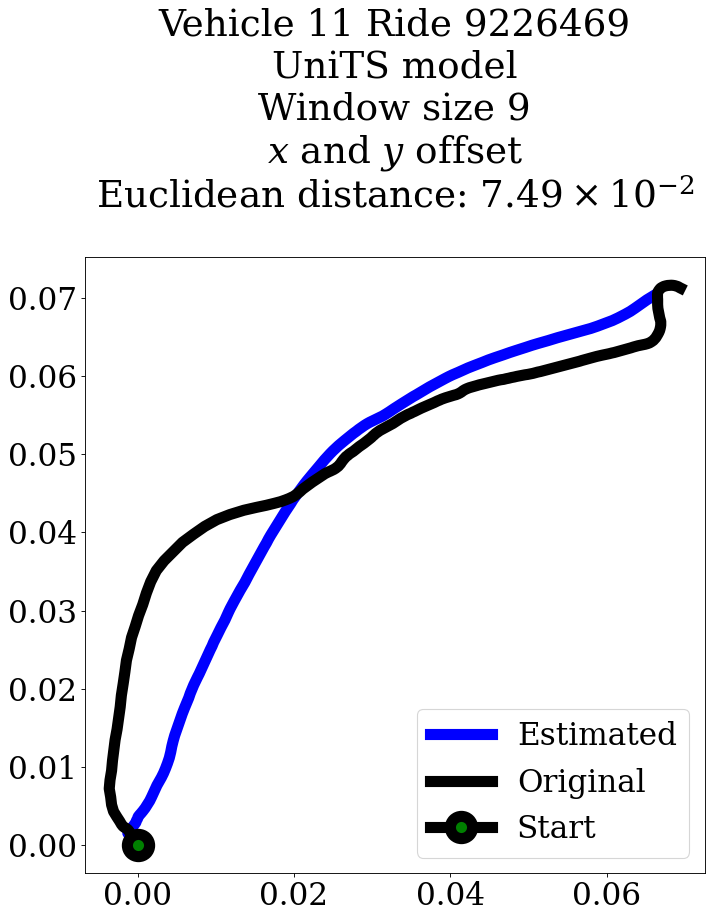 Vehicle 11 Ride 9226469
UniTS model
Window size 9
x and y offset
Euclidean distance: 7.49 × 10⁻²
0.07
0.06
0.05
0.04
0.03
0.02
0.01
0.00
Estimated
Original
Start
0.00 0.02 0.04 0.06